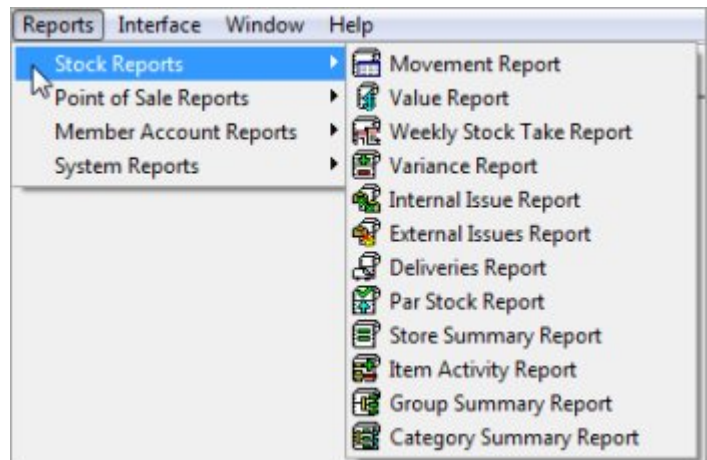 Reports Interface Window Help
Stock Reports
Point of Sale Reports
Member Account Reports
System Reports
Movement Report
Value Report
Weekly Stock Take Report
Variance Report
Internal Issue Report
External Issues Report
Deliveries Report
Par Stock Report
Store Summary Report
Item Activity Report
Group Summary Report
Category Summary Report